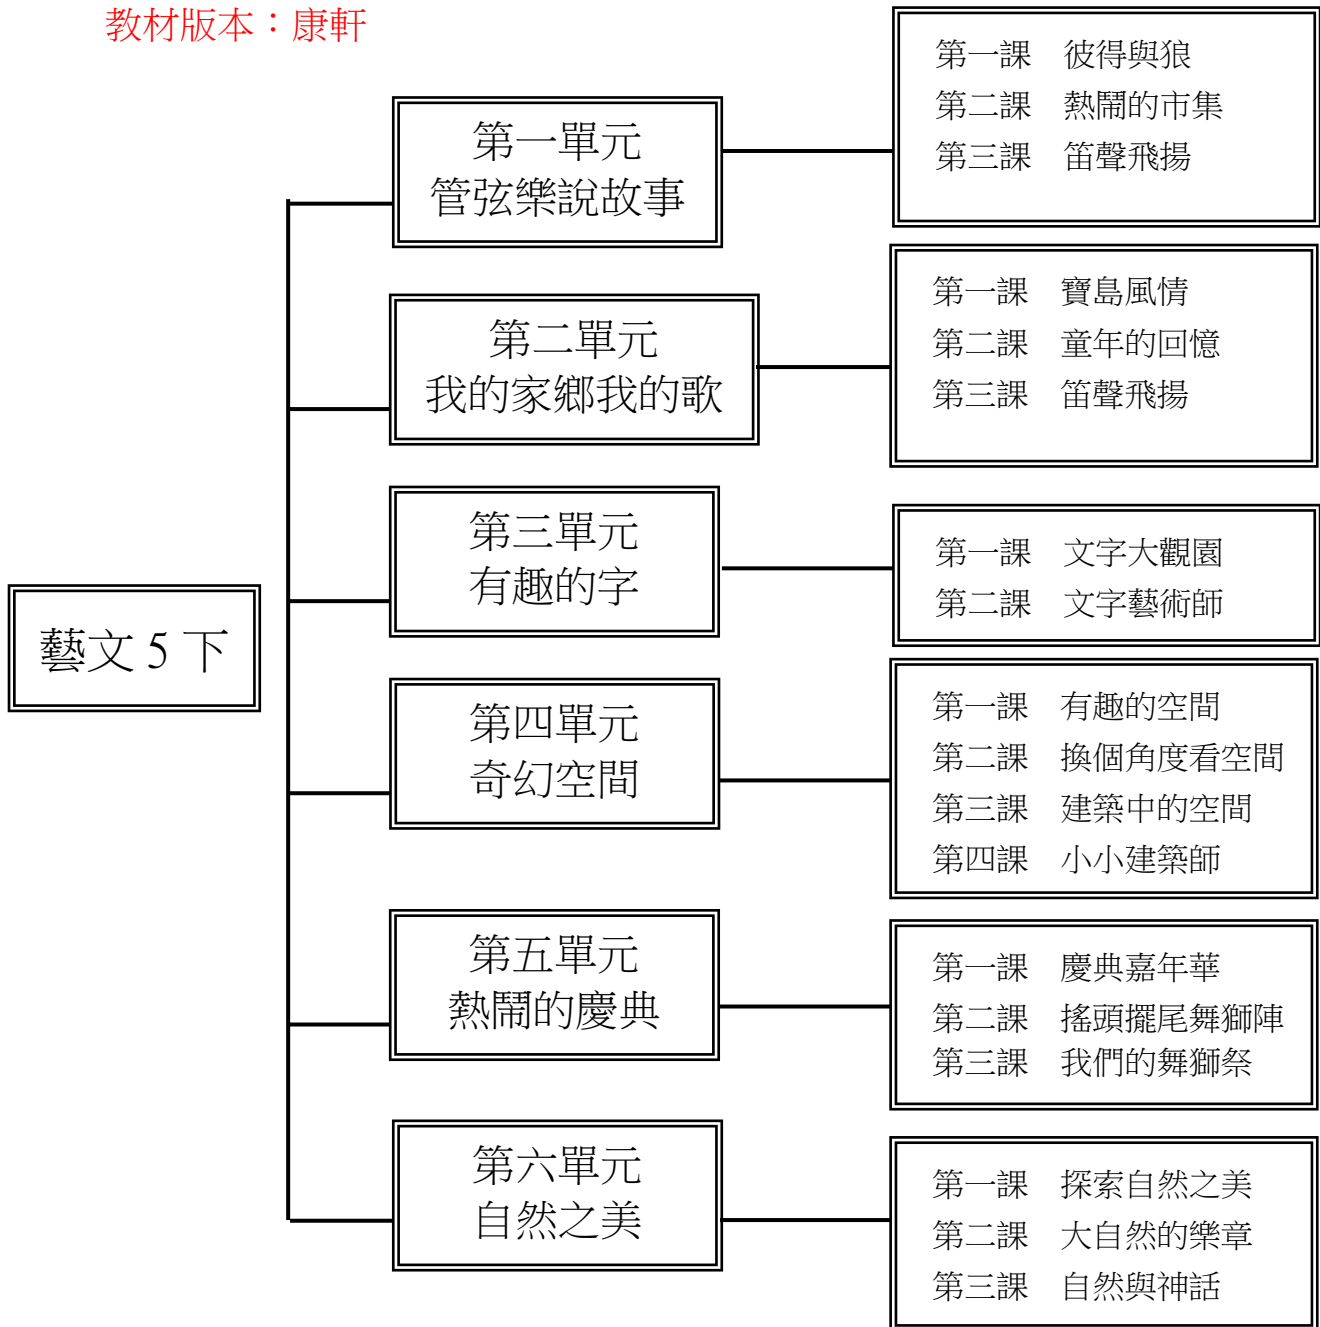 教材版本：康軒
藝文 5 下
第一單元
管弦樂說故事
第一課　彼得與狼
第二課　熱鬧的市集
第三課　笛聲飛揚
第二單元
我的家鄉我的歌
第一課　寶島風情
第二課　童年的回憶
第三課　笛聲飛揚
第三單元
有趣的字
第一課　文字大觀園
第二課　文字藝術師
第四單元
奇幻空間
第一課　有趣的空間
第二課　換個角度看空間
第三課　建築中的空間
第四課　小小建築師
第五單元
熱鬧的慶典
第一課　慶典嘉年華
第二課　搖頭擺尾舞獅陣
第三課　我們的舞獅祭
第六單元
自然之美
第一課　探索自然之美
第二課　大自然的樂章
第三課　自然與神話